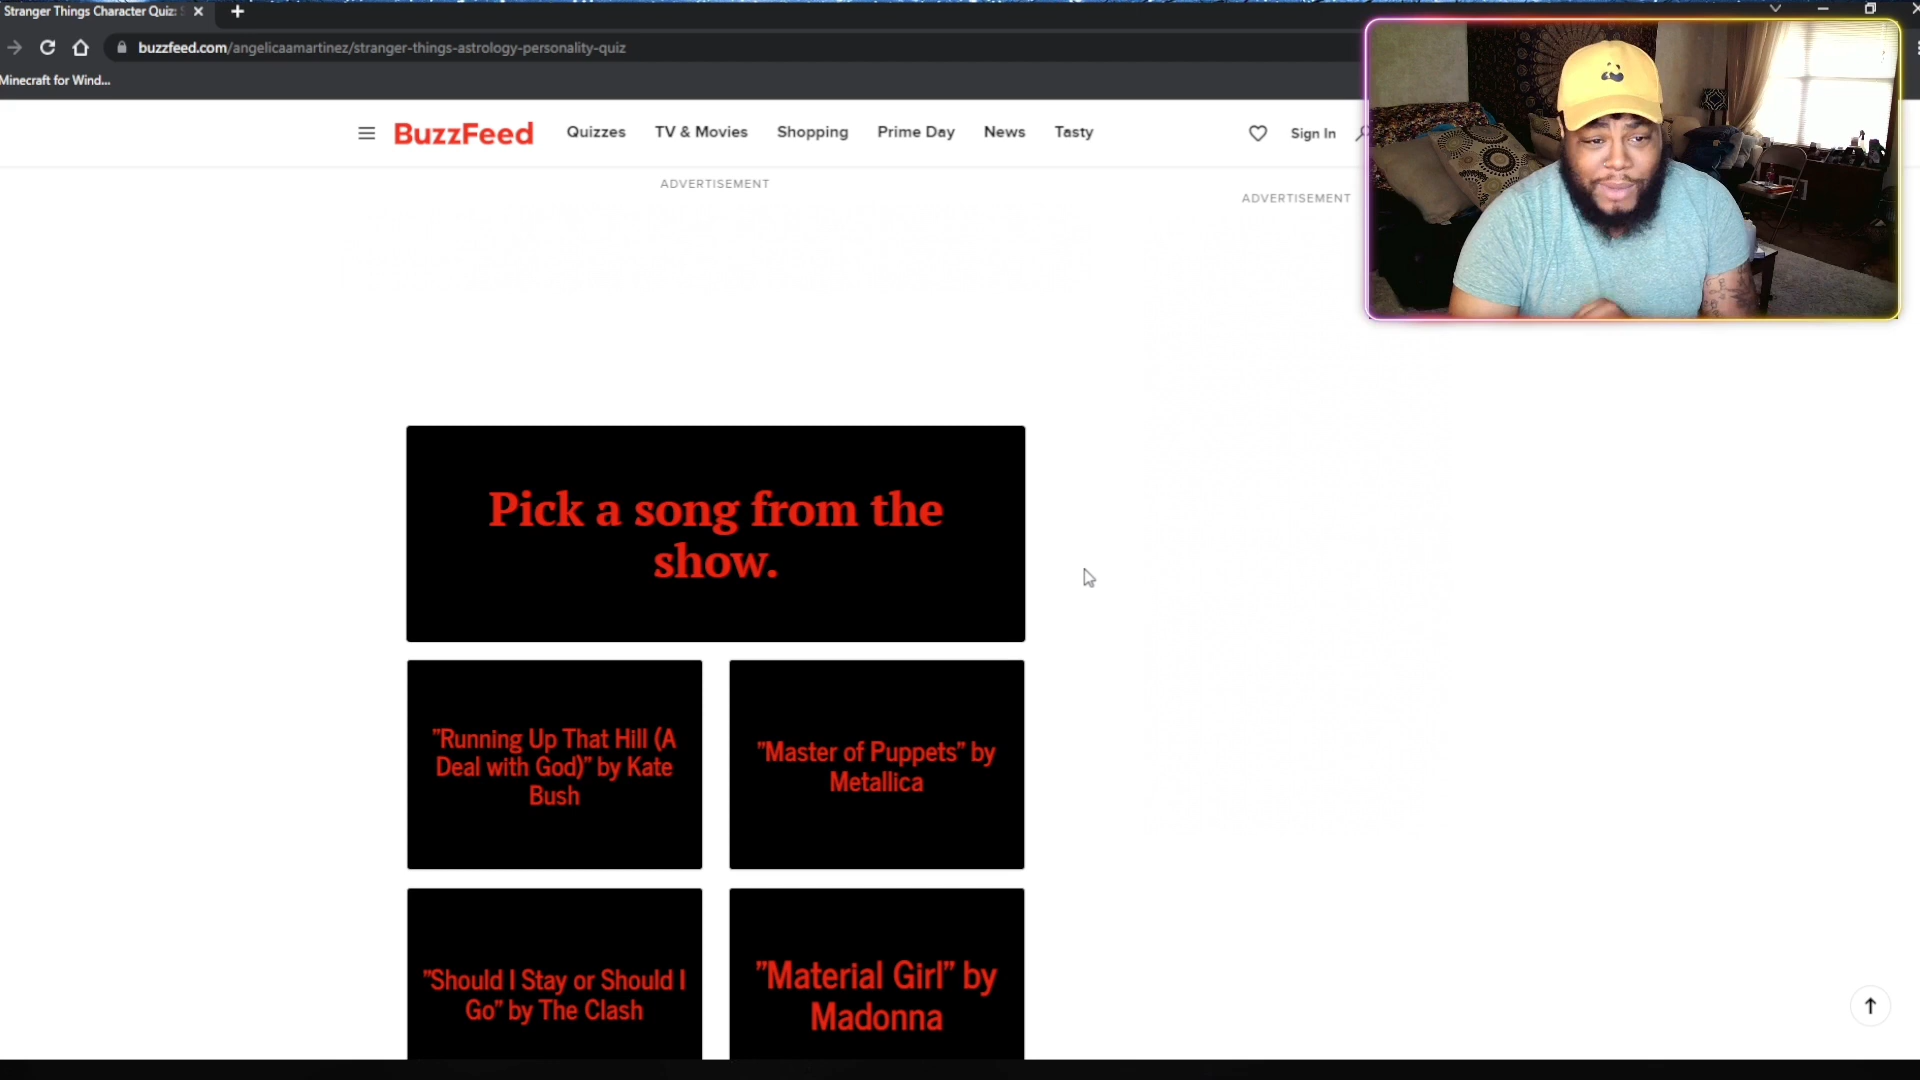 Stranger Things Character Quiz:
buzzfeed.com/angelicaamartinez/stranger-things-astrology-personality-quiz
Minecraft for Wind...
BuzzFeed
Quizzes
TV & Movies
Shopping
Prime Day
News
Tasty
Sign In
ADVERTISEMENT
ADVERTISEMENT
Pick a song from the
show.
"Running Up That Hill (A
Deal with God)" by Kate
Bush
"Master of Puppets" by
Metallica
"Should I Stay or Should I
Go" by The Clash
"Material Girl" by
Madonna